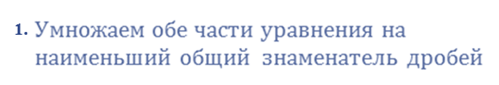 1. Умножаем обе части уравнения на
наименьший общий знаменатель дробей